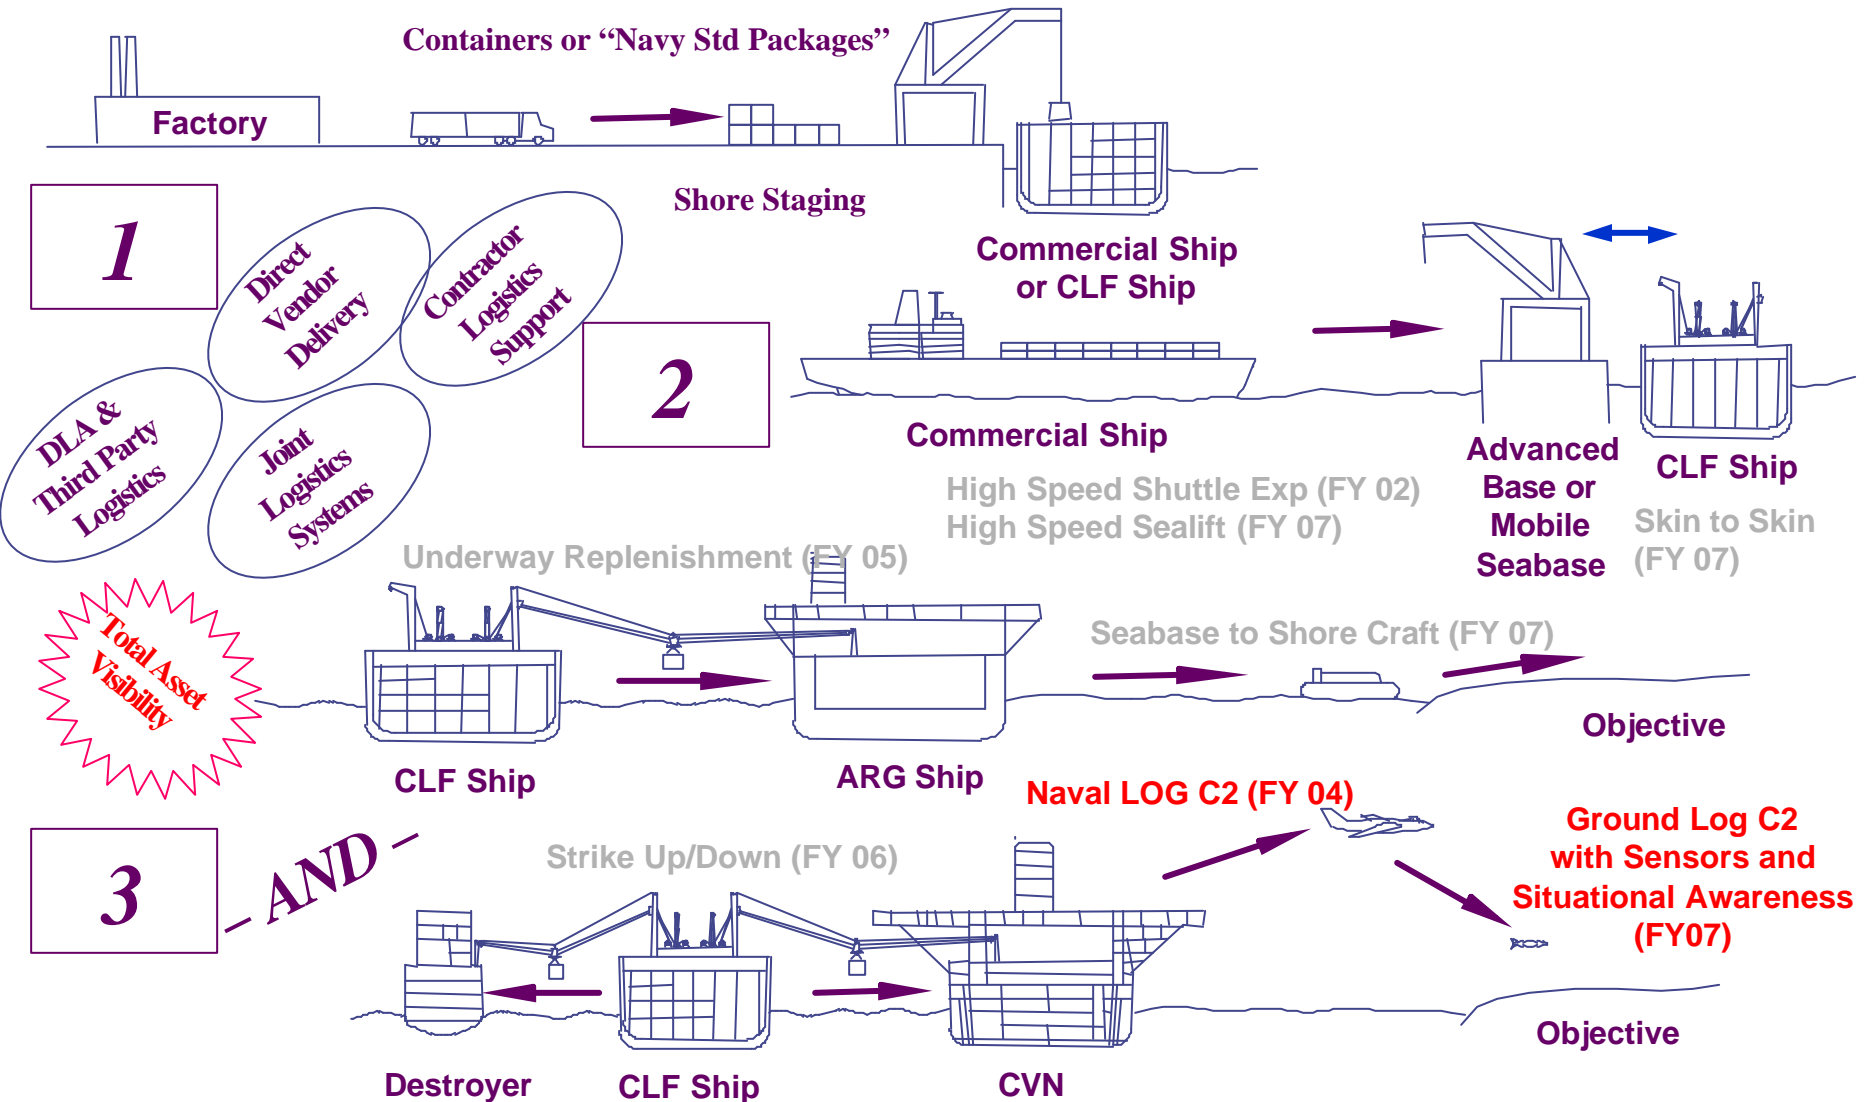 Containers or “Navy Std Packages”
Factory
Shore Staging
1
Direct
Vendor
Delivery
Contractor
Logistics
Support
Commercial Ship
or CLF Ship
2
DLA &
Third Party
Logistics
Joint
Logistics
Systems
Commercial Ship
High Speed Shuttle Exp (FY 02)
High Speed Sealift (FY 07)
Advanced
Base or
Mobile
Seabase
CLF Ship
Skin to Skin
(FY 07)
Underway Replenishment (FY 05)
Total Asset
Visibility
Seabase to Shore Craft (FY 07)
Objective
CLF Ship
ARG Ship
Naval LOG C2 (FY 04)
Ground Log C2
with Sensors and
Situational Awareness
(FY07)
3
– AND –
Strike Up/Down (FY 06)
Objective
Destroyer
CLF Ship
CVN